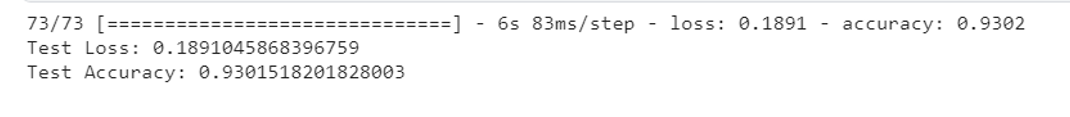 73/73 [==============================] - 6s 83ms/step - loss: 0.1891 - accuracy: 0.9302
Test Loss: 0.1891045868396759
Test Accuracy: 0.9301518201828003